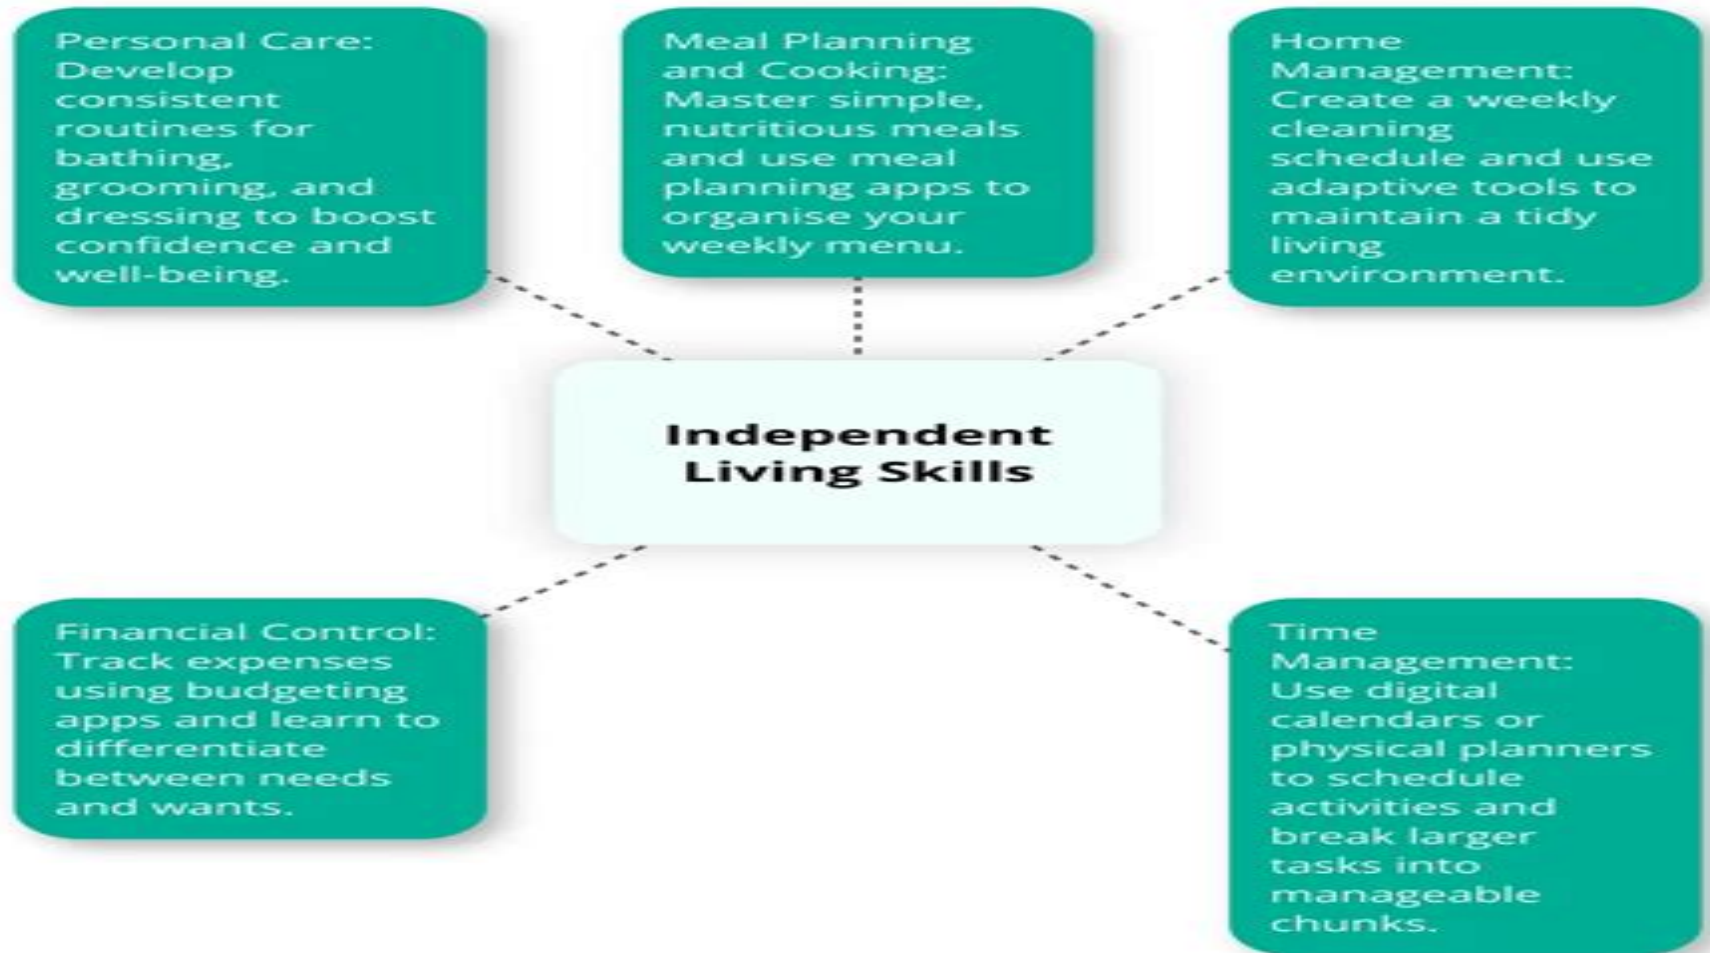 Personal Care:
Develop
consistent
routines for
bathing,
grooming, and
dressing to boost
confidence and
well-being.
Meal Planning
and Cooking:
Master simple,
nutritious meals
and use meal
planning apps to
organise your
weekly menu.
Home
Management:
Create a weekly
cleaning
schedule and use
adaptive tools to
maintain a tidy
living
environment.
Independent
Living Skills
Financial Control:
Track expenses
using budgeting
apps and learn to
differentiate
between needs
and wants.
Time
Management:
Use digital
calendars or
physical planners
to schedule
activities and
break larger
tasks into
manageable
chunks.